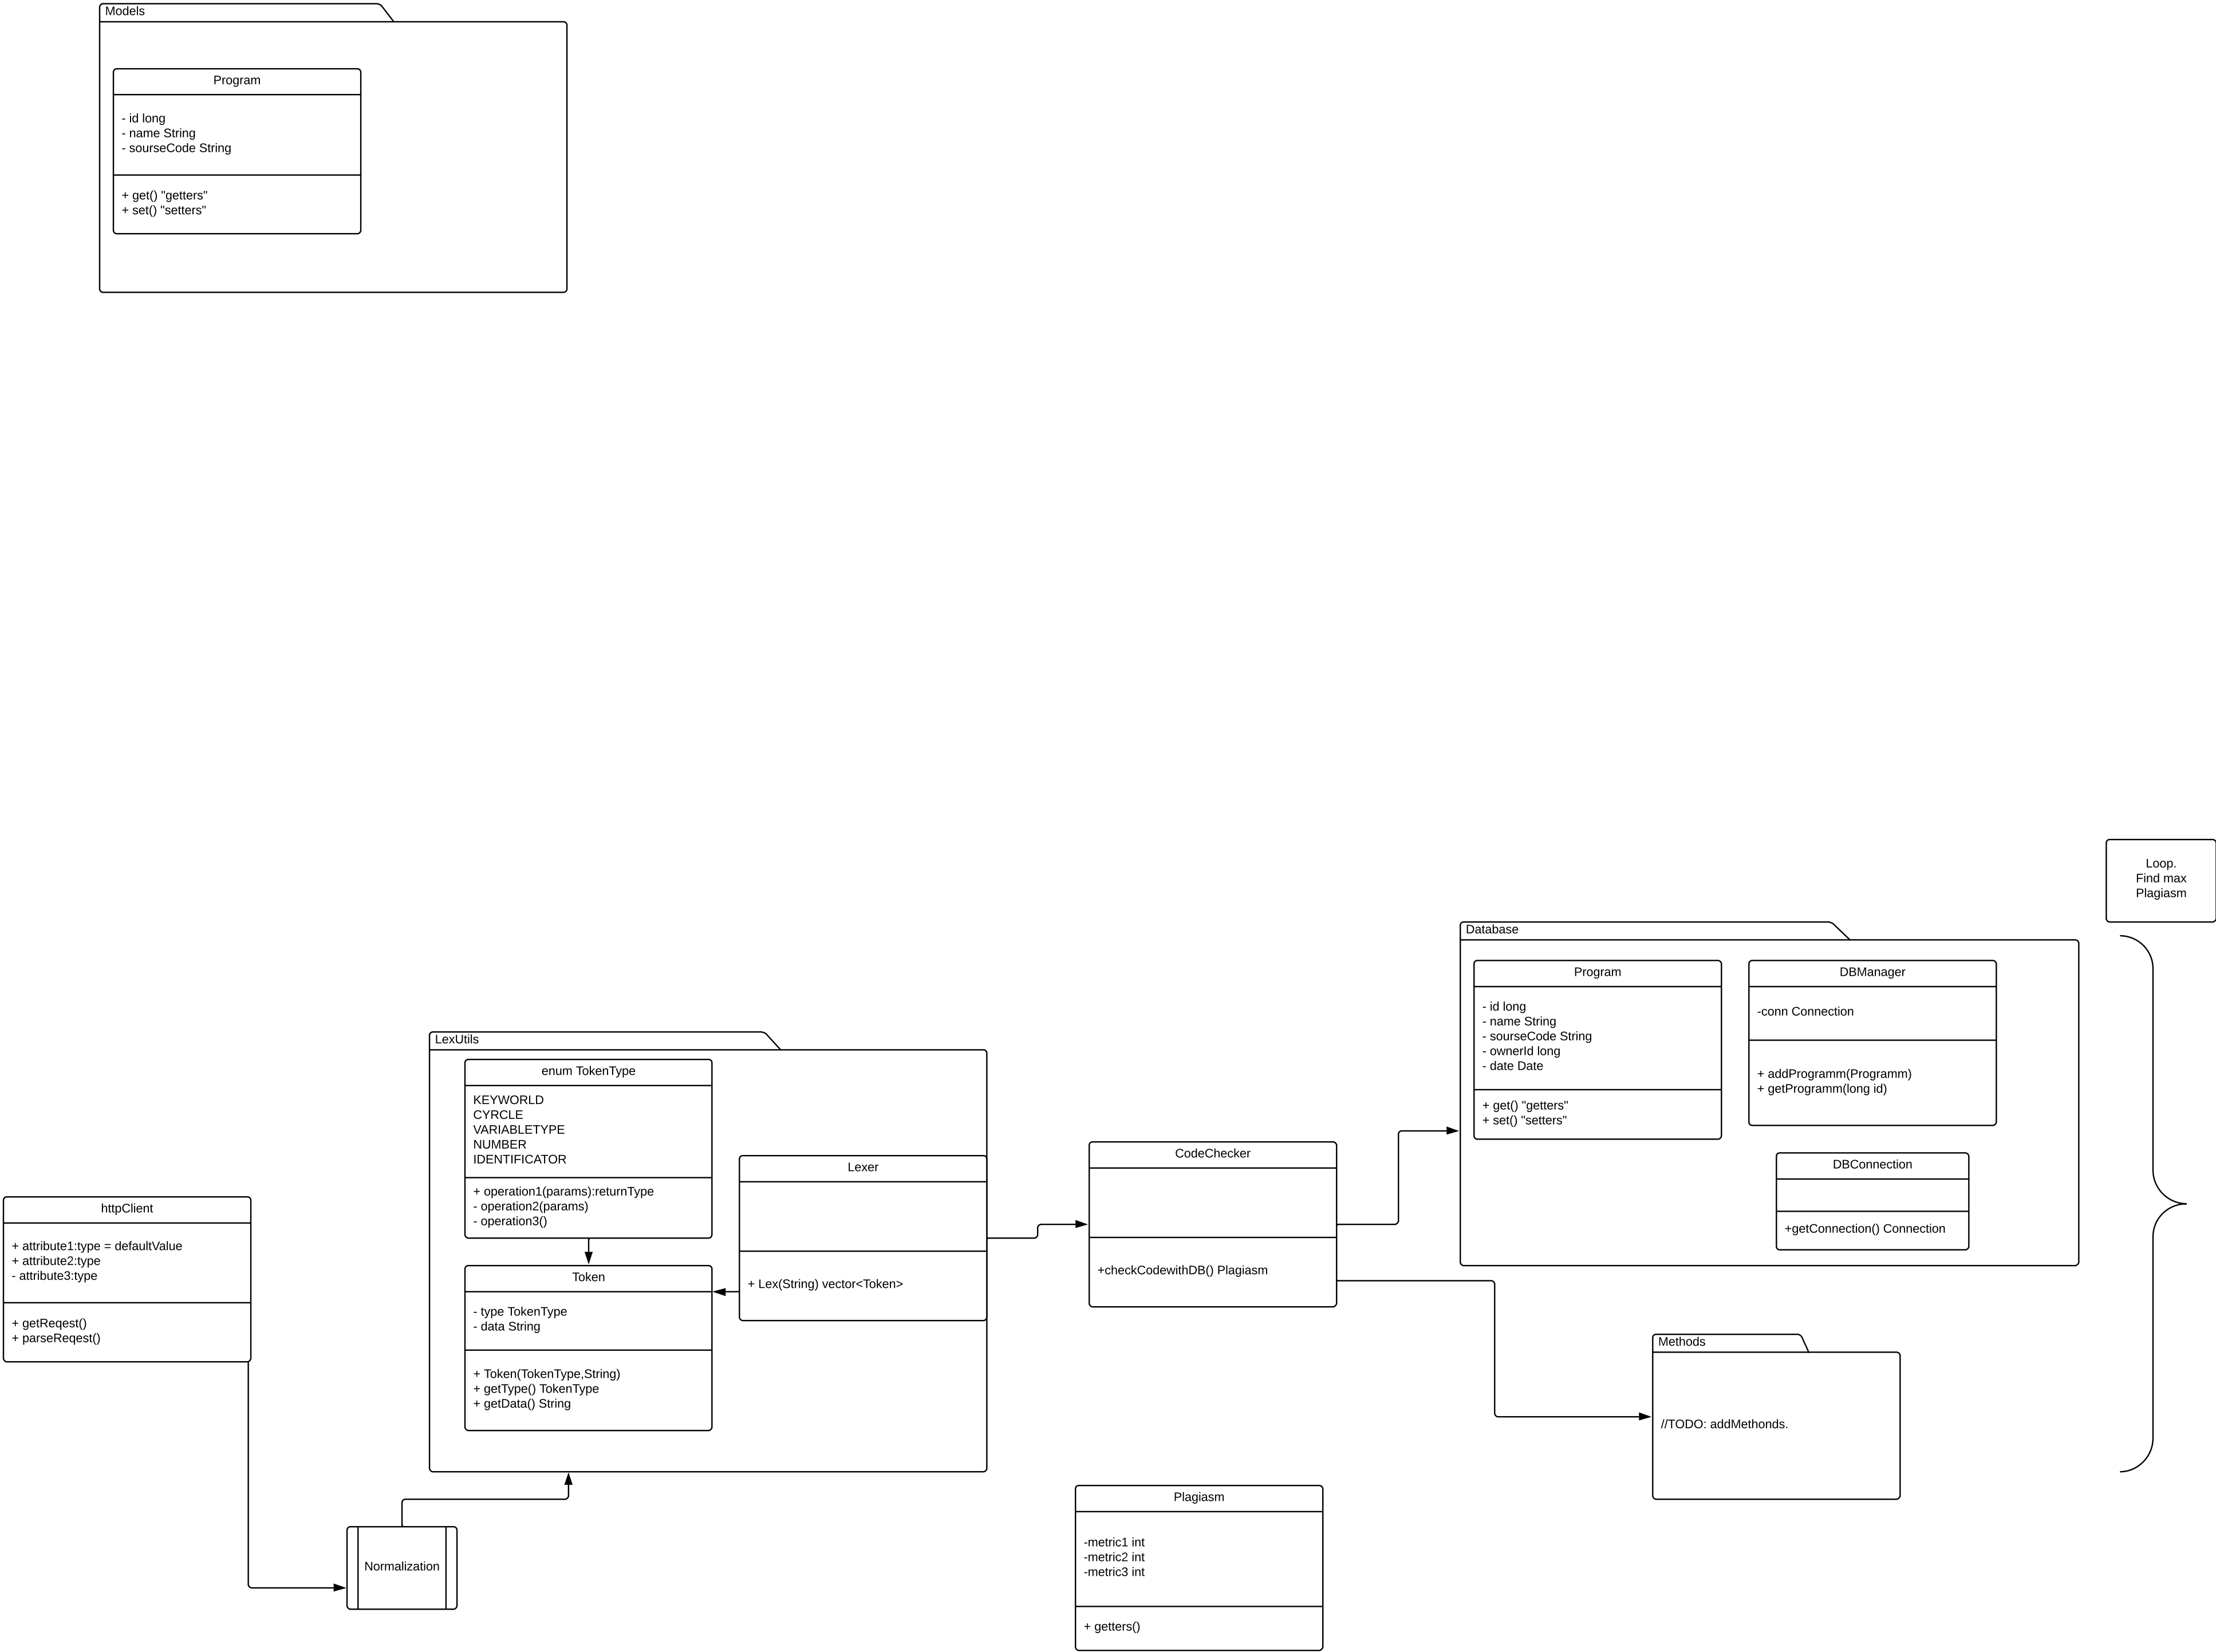 Models
Program
- id long
- name String
- sourseCode String
+ get() "getters"
+ set() "setters"
Loop.
Find max
Plagiasm
Database
Program
- id long
- name String
- sourseCode String
- ownerId long
- date Date
+ get() "getters"
+ set() "setters"
DBManager
-conn Connection
+ addProgramm(Programm)
+ getProgramm(long id)
DBConnection
+getConnection() Connection
LexUtils
enum TokenType
KEYWORLD
CYRCLE
VARIABLETYPE
NUMBER
IDENTIFICATOR
+ operation1(params):returnType
- operation2(params)
- operation3()
Lexer
+ Lex(String) vector<Token>
Token
- type TokenType
- data String
+ Token(TokenType,String)
+ getType() TokenType
+ getData() String
CodeChecker
+checkCodewithDB() Plagiasm
httpClient
+ attribute1:type = defaultValue
+ attribute2:type
- attribute3:type
+ getReqest()
+ parseReqest()
Methods
//TODO: addMethonds.
Normalization
Plagiasm
-metric1 int
-metric2 int
-metric3 int
+ getters()